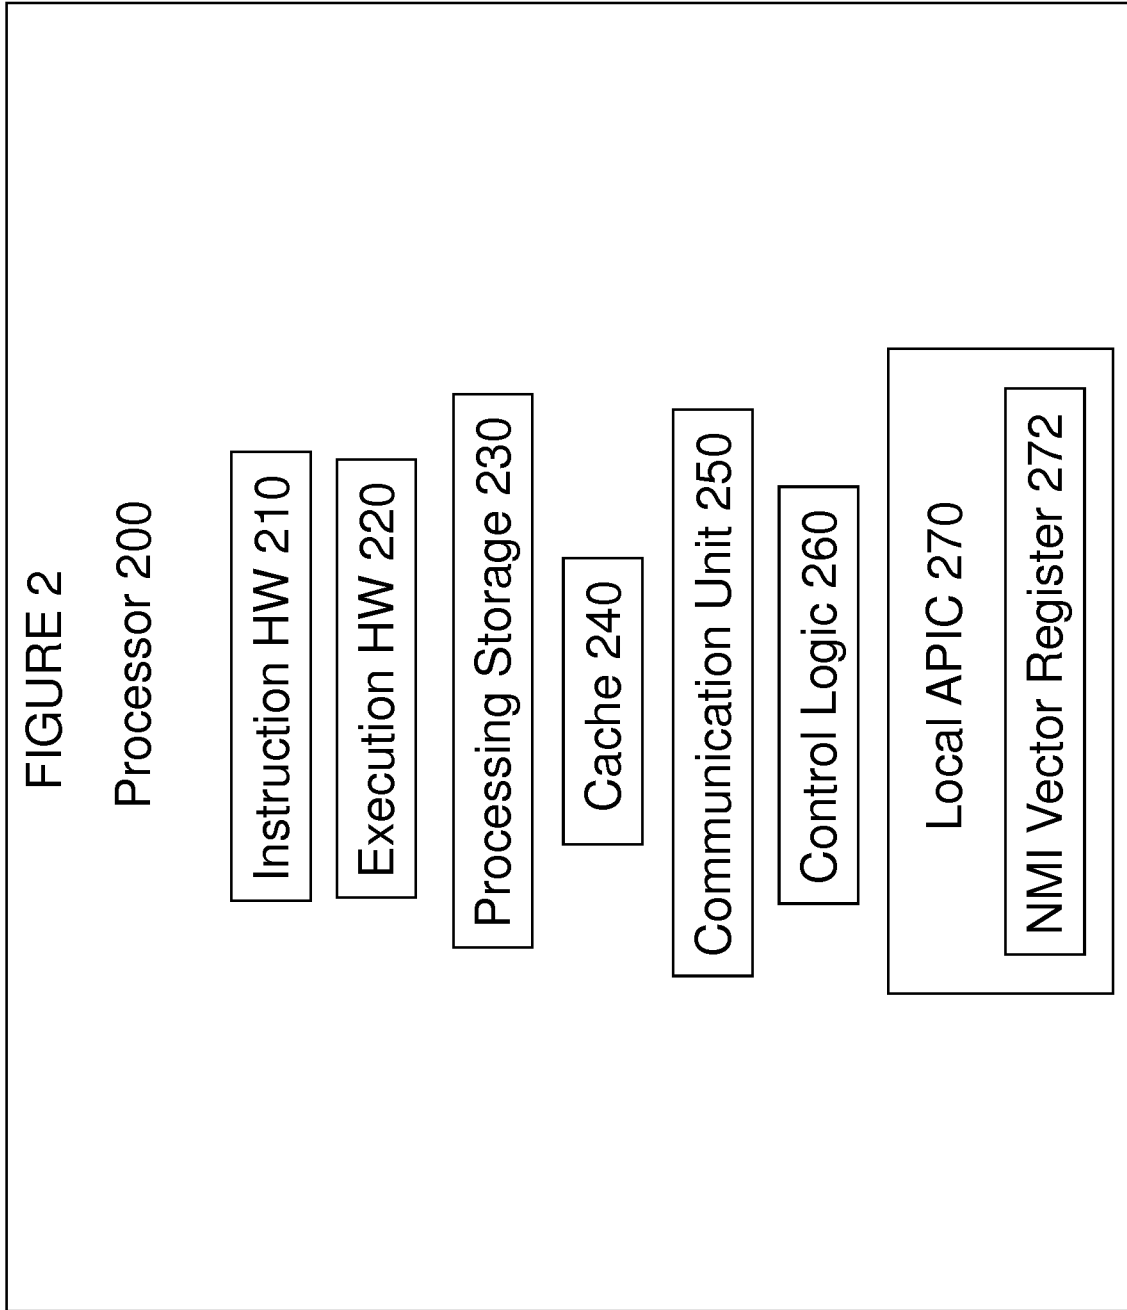 FIGURE 2
Processor 200
Instruction HW 210
Execution HW 220
Processing Storage 230
Cache 240
Communication Unit 250
Control Logic 260
Local APIC 270
NMI Vector Register 272